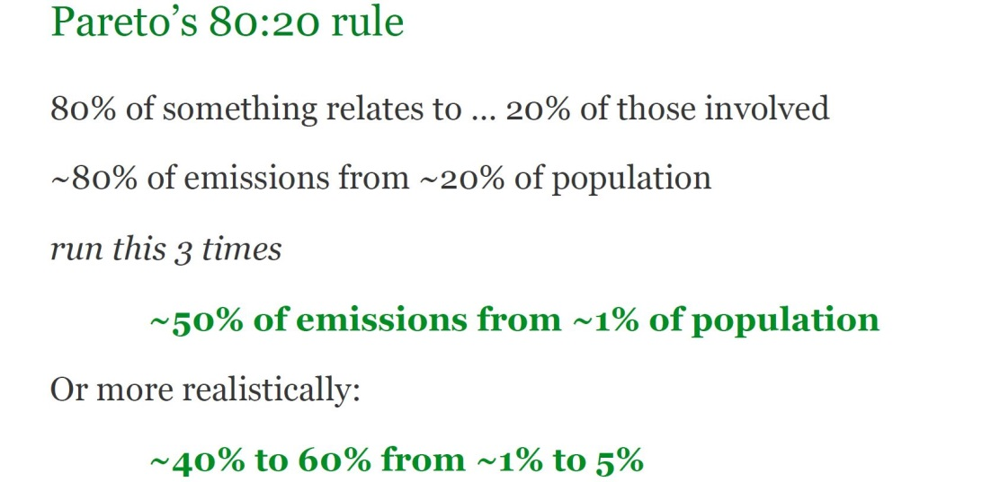 Pareto’s 80:20 rule
80% of something relates to ... 20% of those involved
~80% of emissions from ~20% of population
run this 3 times
~50% of emissions from ~1% of population
Or more realistically:
~40% to 60% from ~1% to 5%